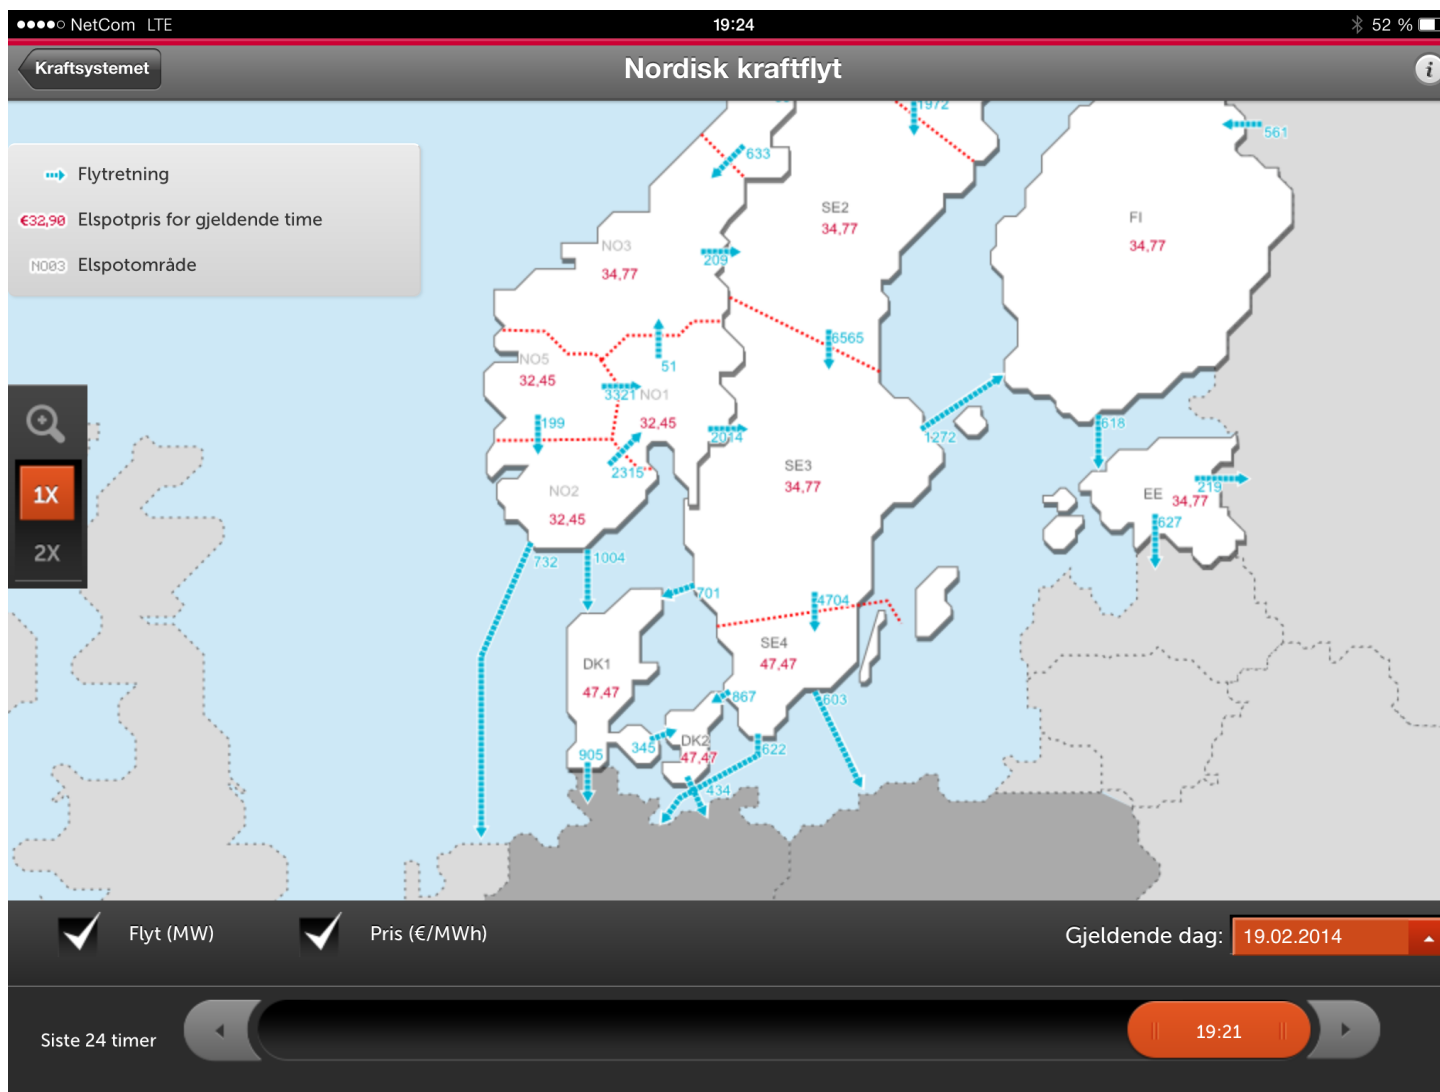 NetCom LTE 19:24 52 %
Kraftsystemet Nordisk kraftflyt i
1972
561
633
Flytretning
€32,90 Elspotpris for gjeldende time
NO03 Elspotområde
SE2
34,77
FI
34,77
NO3
34,77
209
6565
NO5
32,45
51
3321 NO1
32,45
199
2014
1272
618
2315
SE3
34,77
NO2
32,45
EE 34,77
219
627
732
1004
701
4704
SE4
47,47
DK1
47,47
867
603
905
345
DK2
47,47
622
434
1X
2X
Flyt (MW) Pris (€/MWh) Gjeldende dag: 19.02.2014
Siste 24 timer 19:21